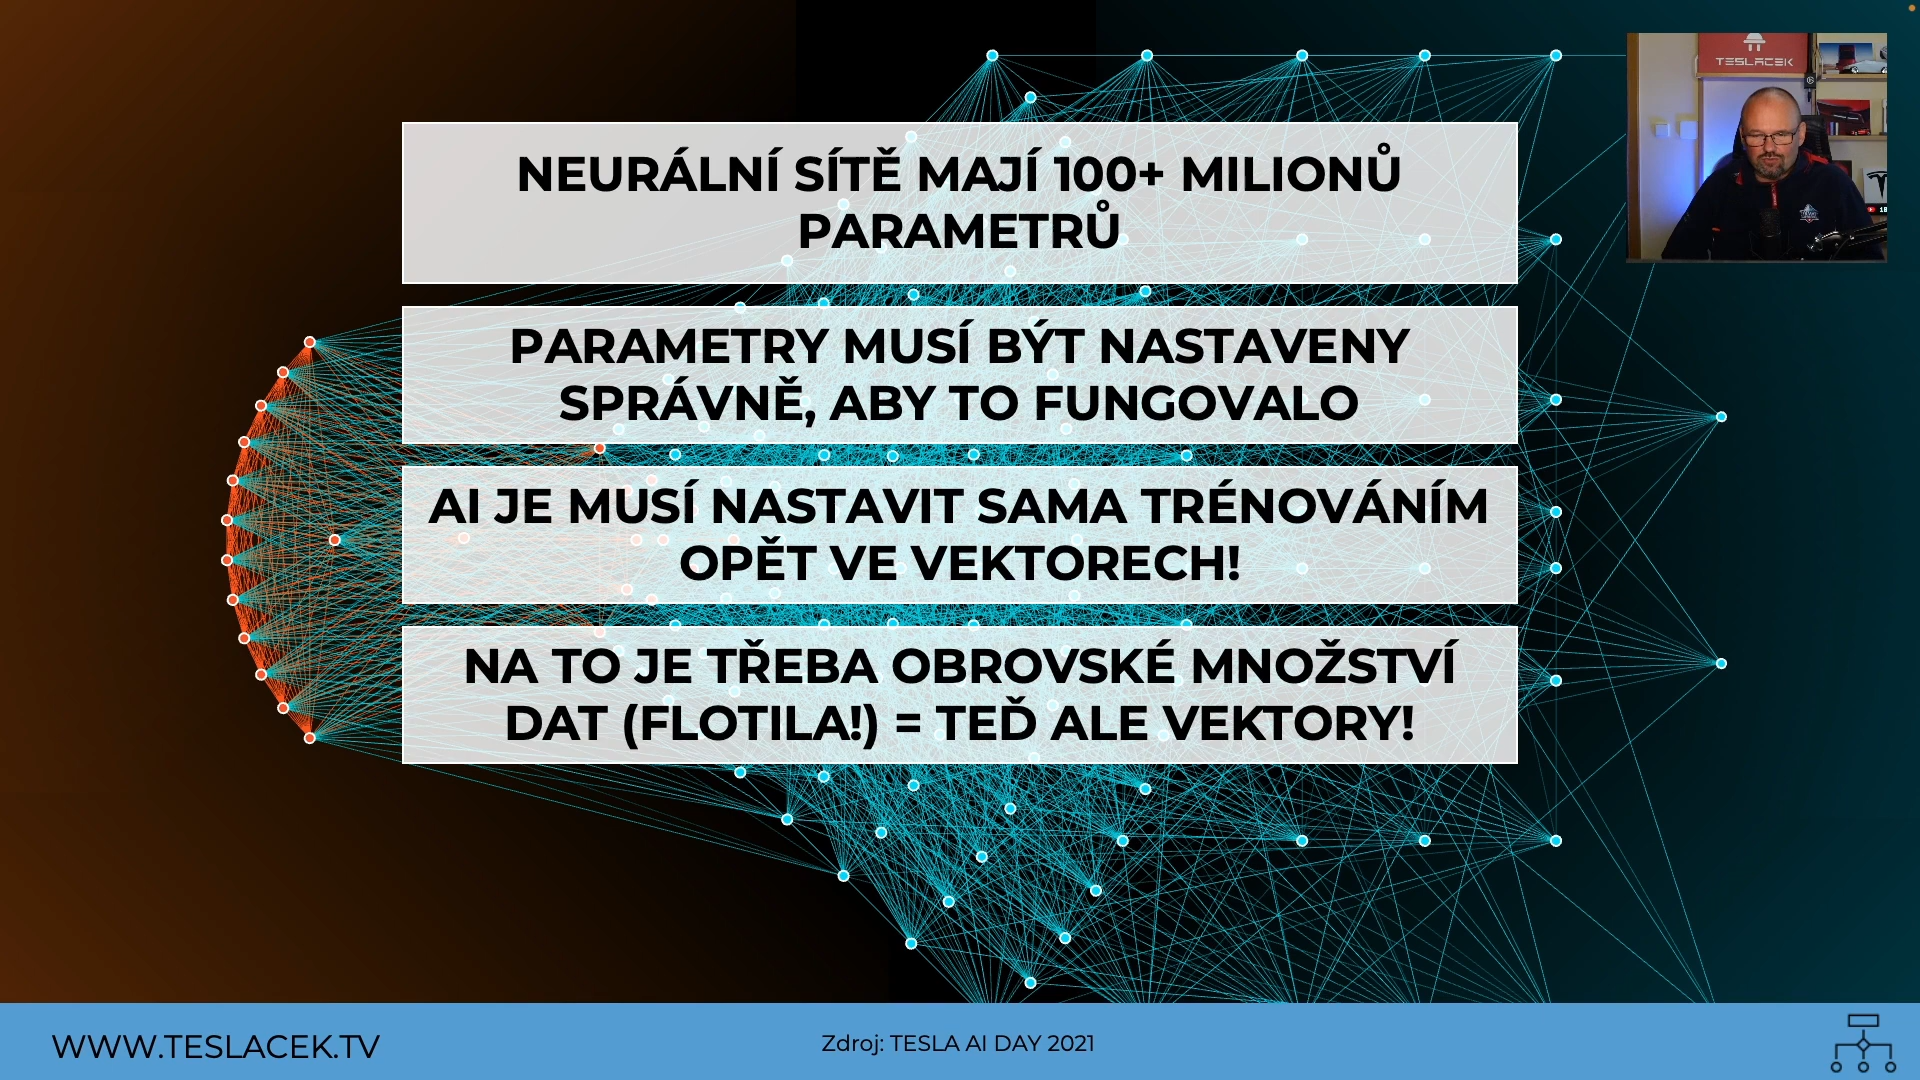 TESLACEK
NEURÁLNÍ SÍTĚ MAJÍ 100+ MILIONŮ
PARAMETRŮ
PARAMETRY MUSÍ BÝT NASTAVENY
SPRÁVNĚ, ABY TO FUNGOVALO
AI JE MUSÍ NASTAVIT SAMA TRÉNOVÁNÍM
OPĚT VE VEKTORECH!
NA TO JE TŘEBA OBROVSKÉ MNOŽSTVÍ
DAT (FLOTILA!) = TEĎ ALE VEKTORY!
WWW.TESLACEK.TV
Zdroj: TESLA AI DAY 2021